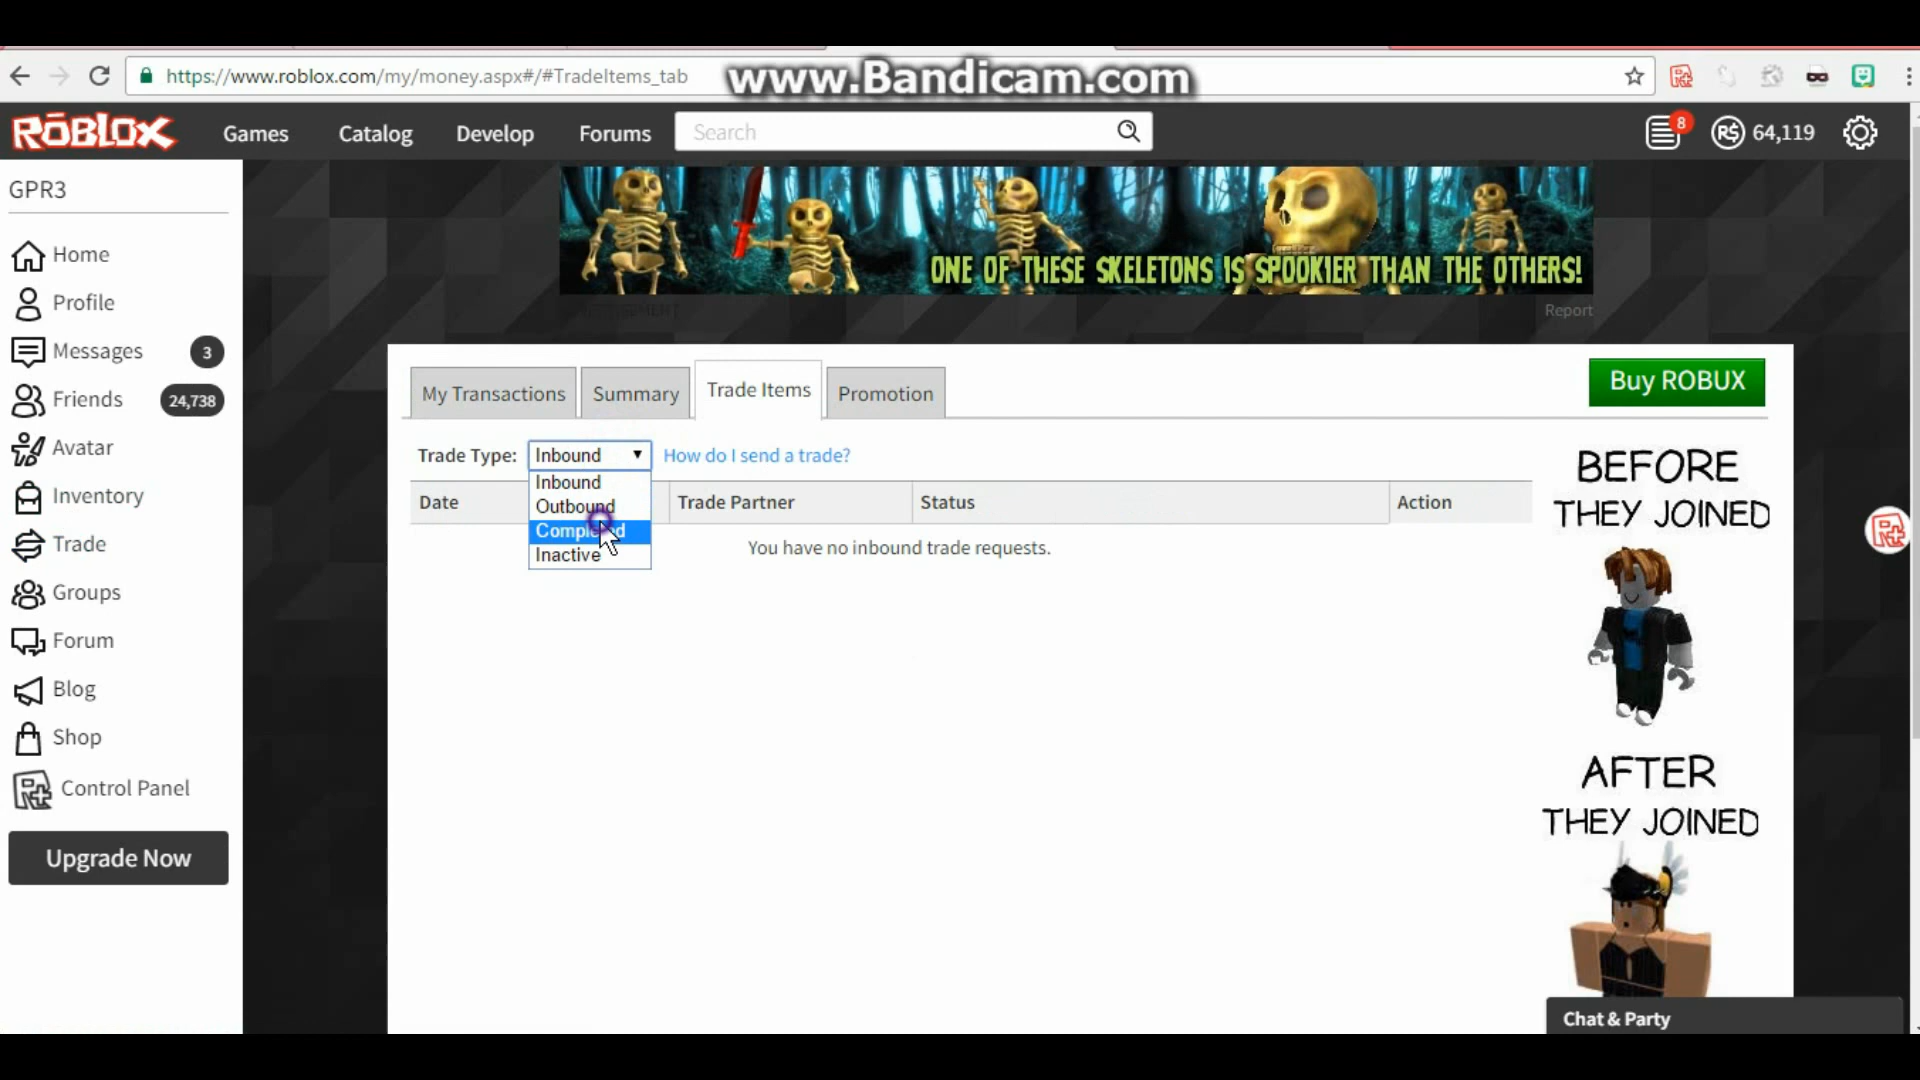 https://www.roblox.com/my/money.aspx#/#TradeItems_tab
www.Bandicam.com
ROBLOX
Games
Catalog
Develop
Forums
Search
8
R$ 64,119
GPR3
Home
Profile
Messages 3
Friends 24,738
Avatar
Inventory
Trade
Groups
Forum
Blog
Shop
R+ Control Panel
Upgrade Now
ONE OF THESE SKELETONS IS SPOOKIER THAN THE OTHERS!
Report
My Transactions
Summary
Trade Items
Promotion
Buy ROBUX
Trade Type: Inbound How do I send a trade?
Inbound
Outbound
Inactive
Date
Trade Partner
Status
Action
You have no inbound trade requests.
BEFORE
THEY JOINED
AFTER
THEY JOINED
Chat & Party